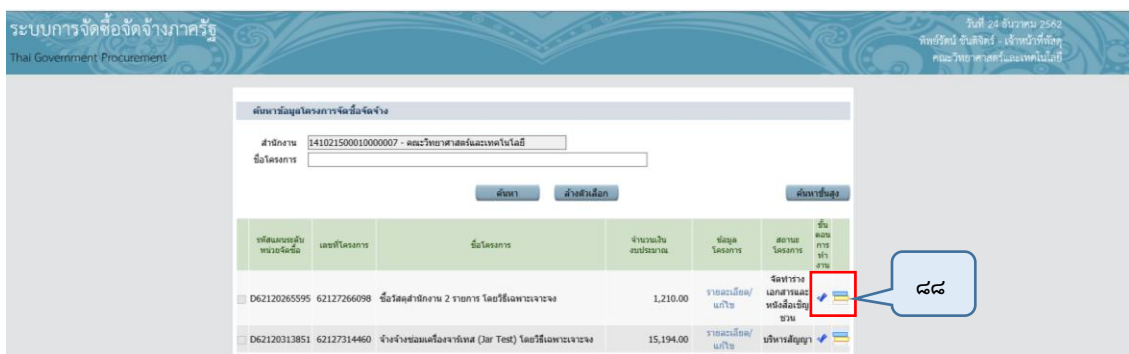 ระบบการจัดซื้อจัดจ้างภาครัฐ
Thai Government Procurement
วันที่ 24 ธันวาคม 2562
ทิพย์รัตน์ ขันติจิตร์ - เจ้าหน้าที่พัสดุ
คณะวิทยาศาสตร์และเทคโนโลยี
ค้นหาข้อมูลโครงการจัดซื้อจัดจ้าง
สำนักงาน 141021500010000007 - คณะวิทยาศาสตร์และเทคโนโลยี
ชื่อโครงการ
ค้นหา ล้างตัวเลือก ค้นหาขั้นสูง
รหัสแผนระดับหน่วยจัดซื้อ เลขที่โครงการ ชื่อโครงการ จำนวนเงินงบประมาณ ข้อมูลโครงการ สถานะโครงการ ขั้นตอนการทำงาน
D62120265595 62127266098 ซื้อวัสดุสำนักงาน 2 รายการ โดยวิธีเฉพาะเจาะจง 1,210.00 รายละเอียด/แก้ไข จัดทำร่างเอกสารและหนังสือเชิญชวน
๘๘
D62120313851 62127314460 จ้างจ้างซ่อมเครื่องจาร์เทส (Jar Test) โดยวิธีเฉพาะเจาะจง 15,194.00 รายละเอียด/แก้ไข บริหารสัญญา